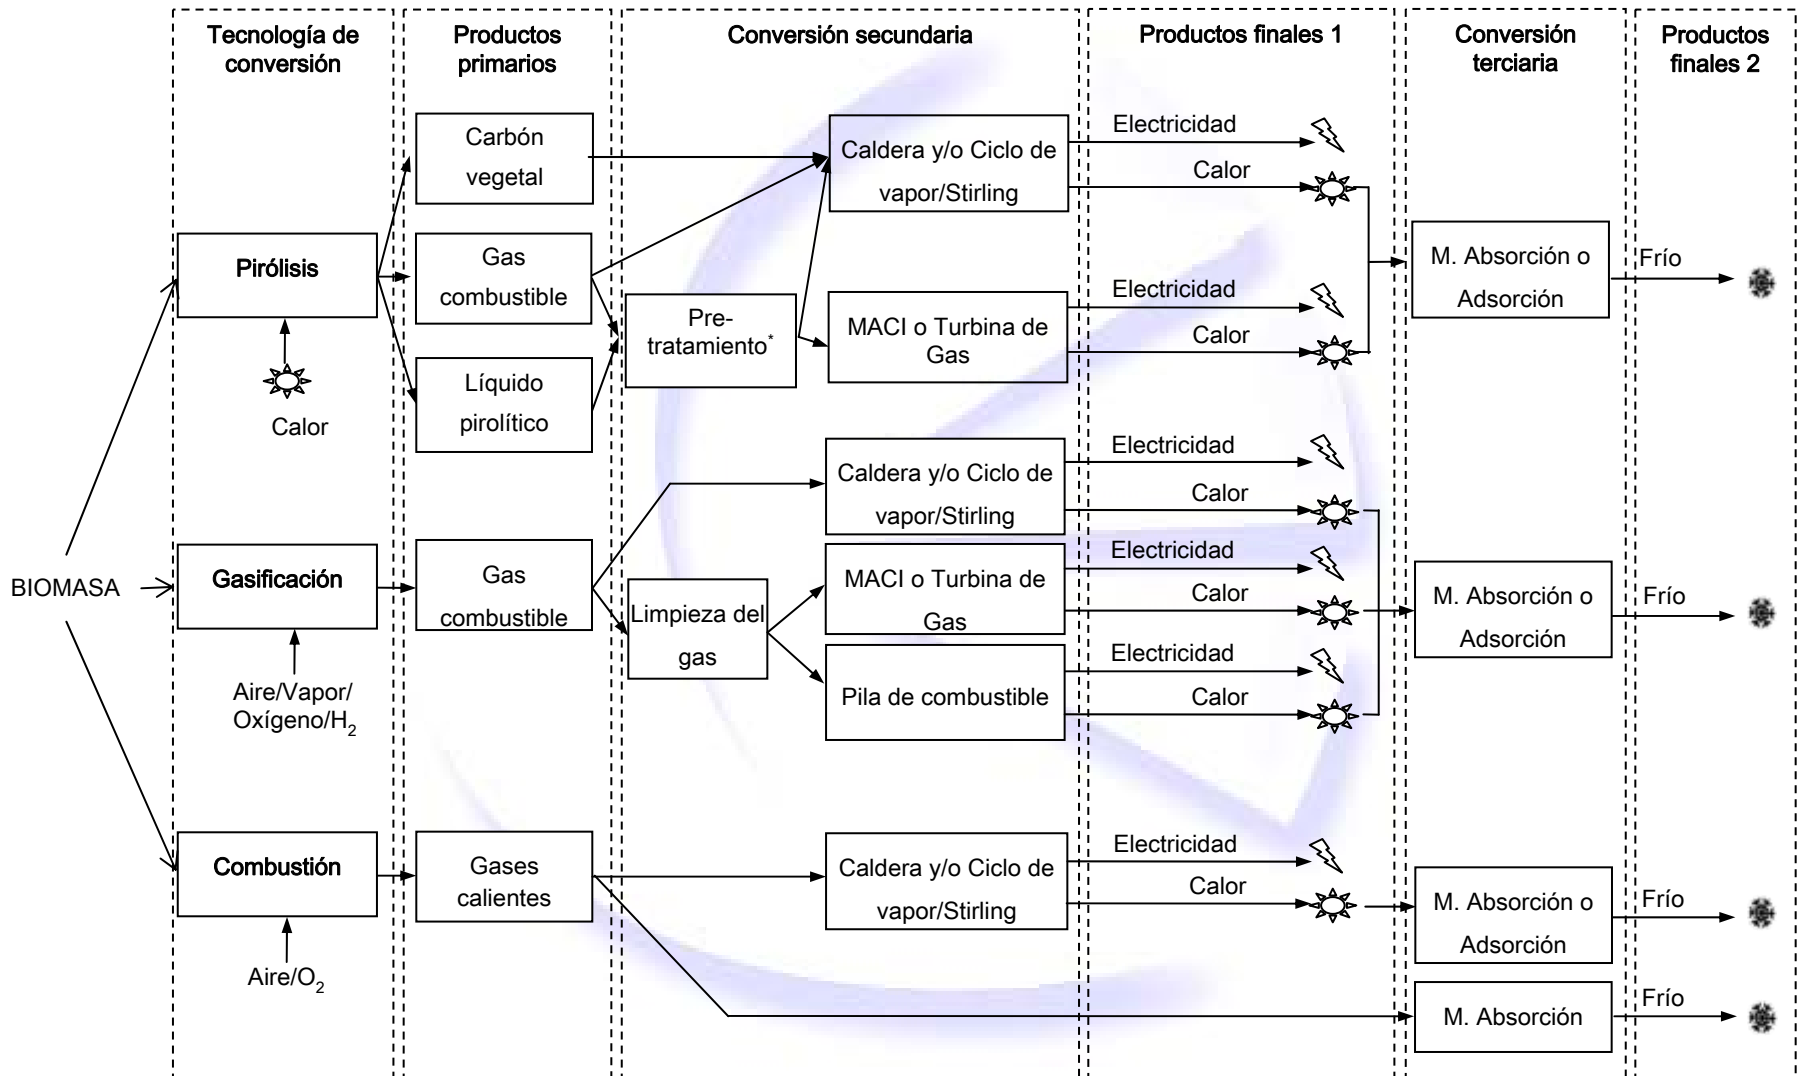 Tecnología de
conversión
Productos
primarios
Conversión secundaria
Productos finales 1
Conversión
terciaria
Productos
finales 2
Carbón
vegetal
Caldera y/o Ciclo de
vapor/Stirling
Electricidad
Calor
Pirólisis
Gas
combustible
Pre-
tratamiento*
MACI o Turbina de
Gas
Electricidad
Calor
M. Absorción o
Adsorción
Frío
Calor
Líquido
pirolítico
Caldera y/o Ciclo de
vapor/Stirling
Electricidad
Calor
BIOMASA
Gasificación
Gas
combustible
Limpieza del
gas
MACI o Turbina de
Gas
Electricidad
Calor
M. Absorción o
Adsorción
Frío
Aire/Vapor/
Oxígeno/H2
Pila de combustible
Electricidad
Calor
Combustión
Gases
calientes
Caldera y/o Ciclo de
vapor/Stirling
Electricidad
Calor
M. Absorción o
Adsorción
Frío
Aire/O2
M. Absorción
Frío